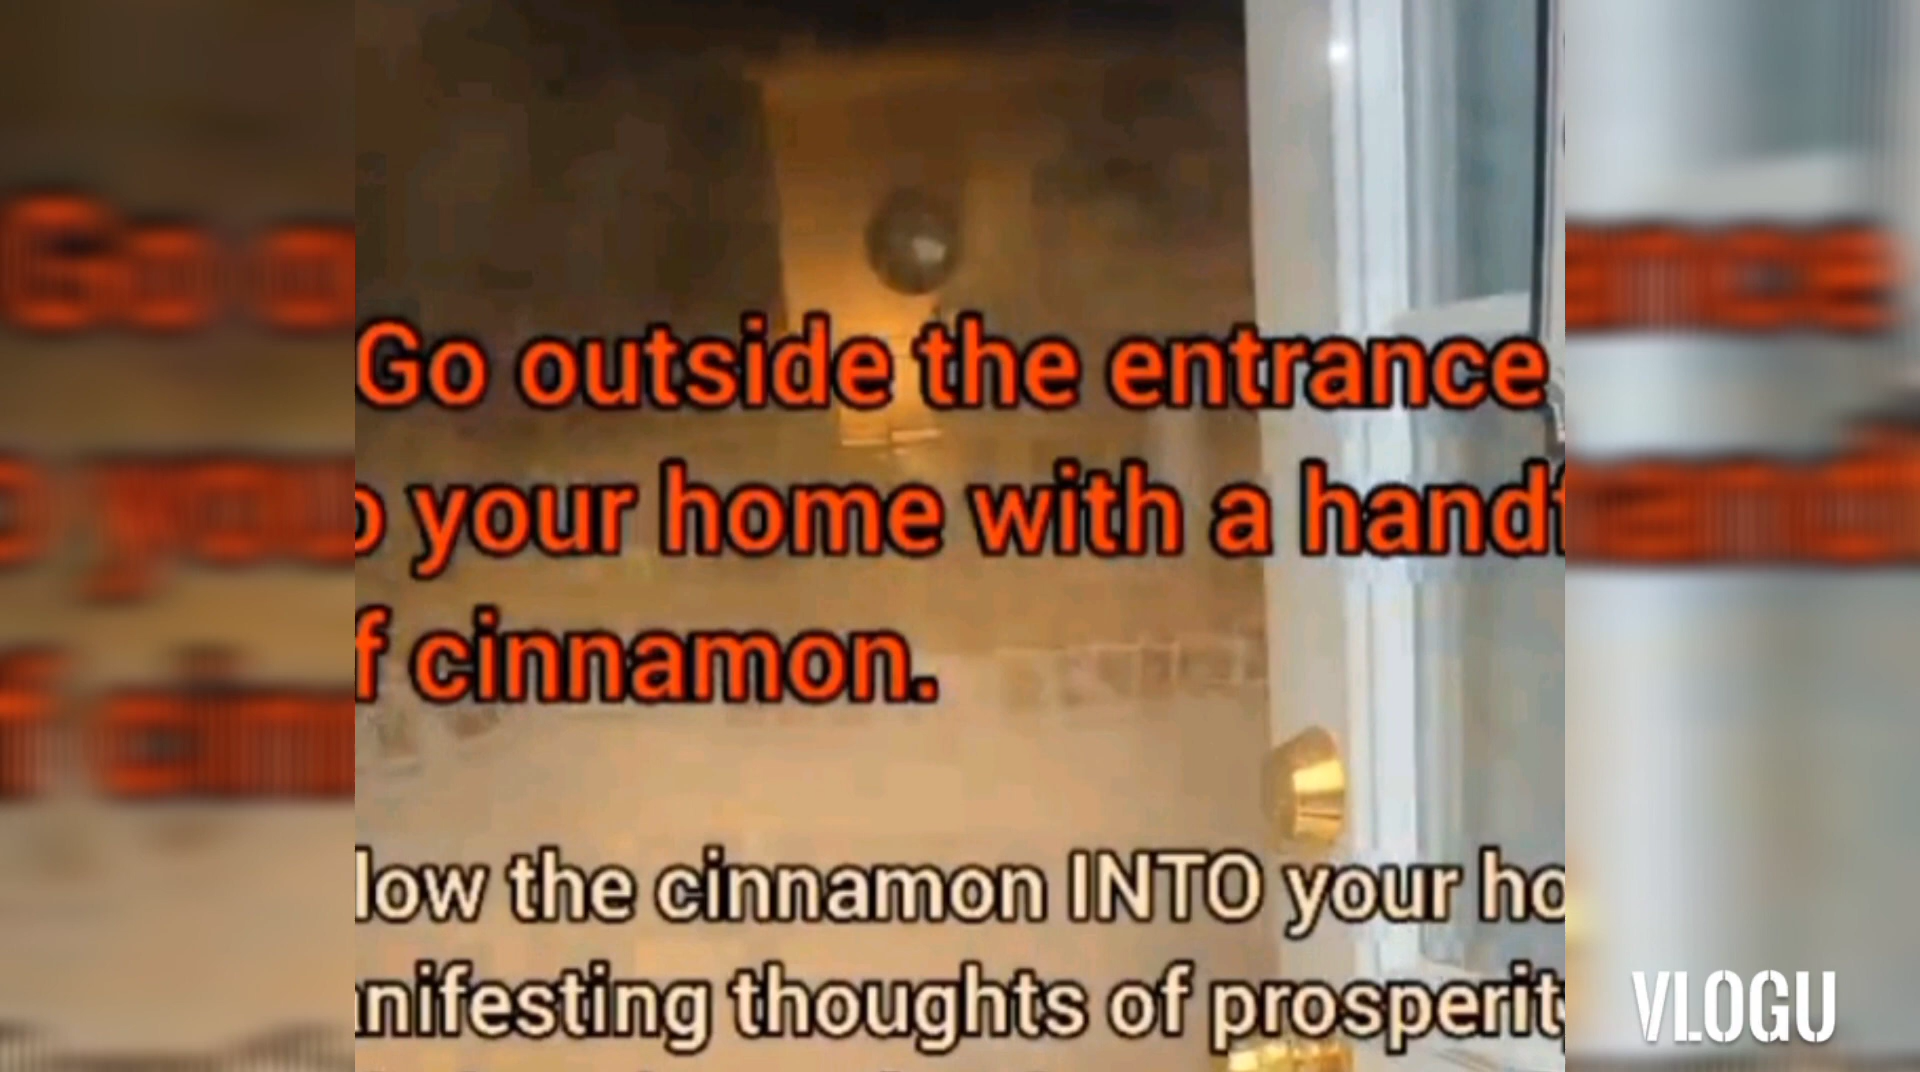 Go outside the entrance
o your home with a handf
f cinnamon.
low the cinnamon INTO your ho
nifesting thoughts of prosperit
VLOGU